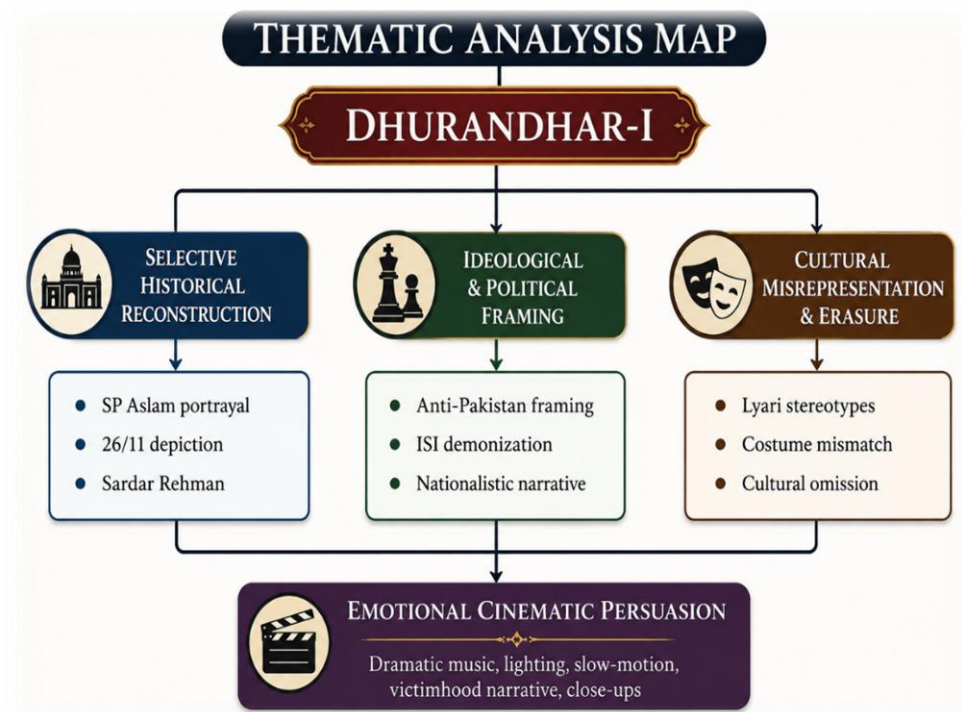 THEMATIC ANALYSIS MAP
DHURANDHAR-I
SELECTIVE
HISTORICAL
RECONSTRUCTION
• SP Aslam portrayal
• 26/11 depiction
• Sardar Rehman
IDEOLOGICAL
& POLITICAL
FRAMING
• Anti-Pakistan framing
• ISI demonization
• Nationalistic narrative
CULTURAL
MISREPRESENTATION
& ERASURE
• Lyari stereotypes
• Costume mismatch
• Cultural omission
EMOTIONAL CINEMATIC PERSUASION
Dramatic music, lighting, slow-motion,
victimhood narrative, close-ups